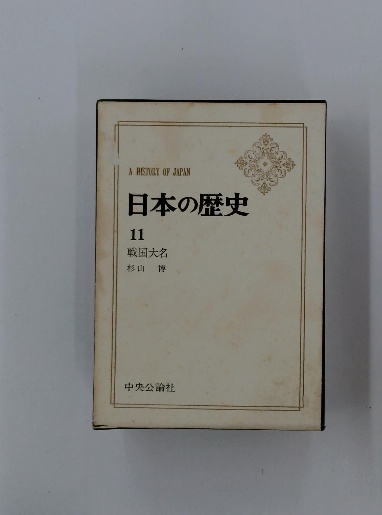 A HISTORY OF JAPAN
日本の歴史
11
戦国大名
杉山 博
中央公論社